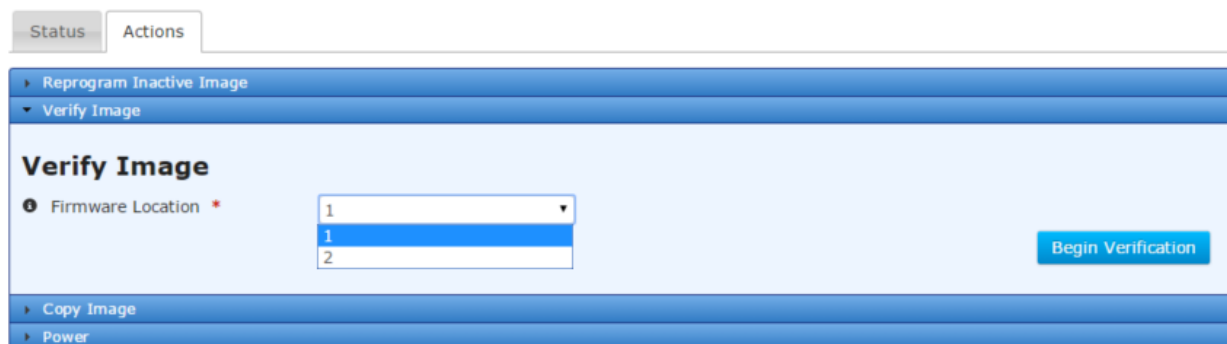 Status Actions
Reprogram Inactive Image
Verify Image
Verify Image
Firmware Location *
1
1
2
Begin Verification
Copy Image
Power